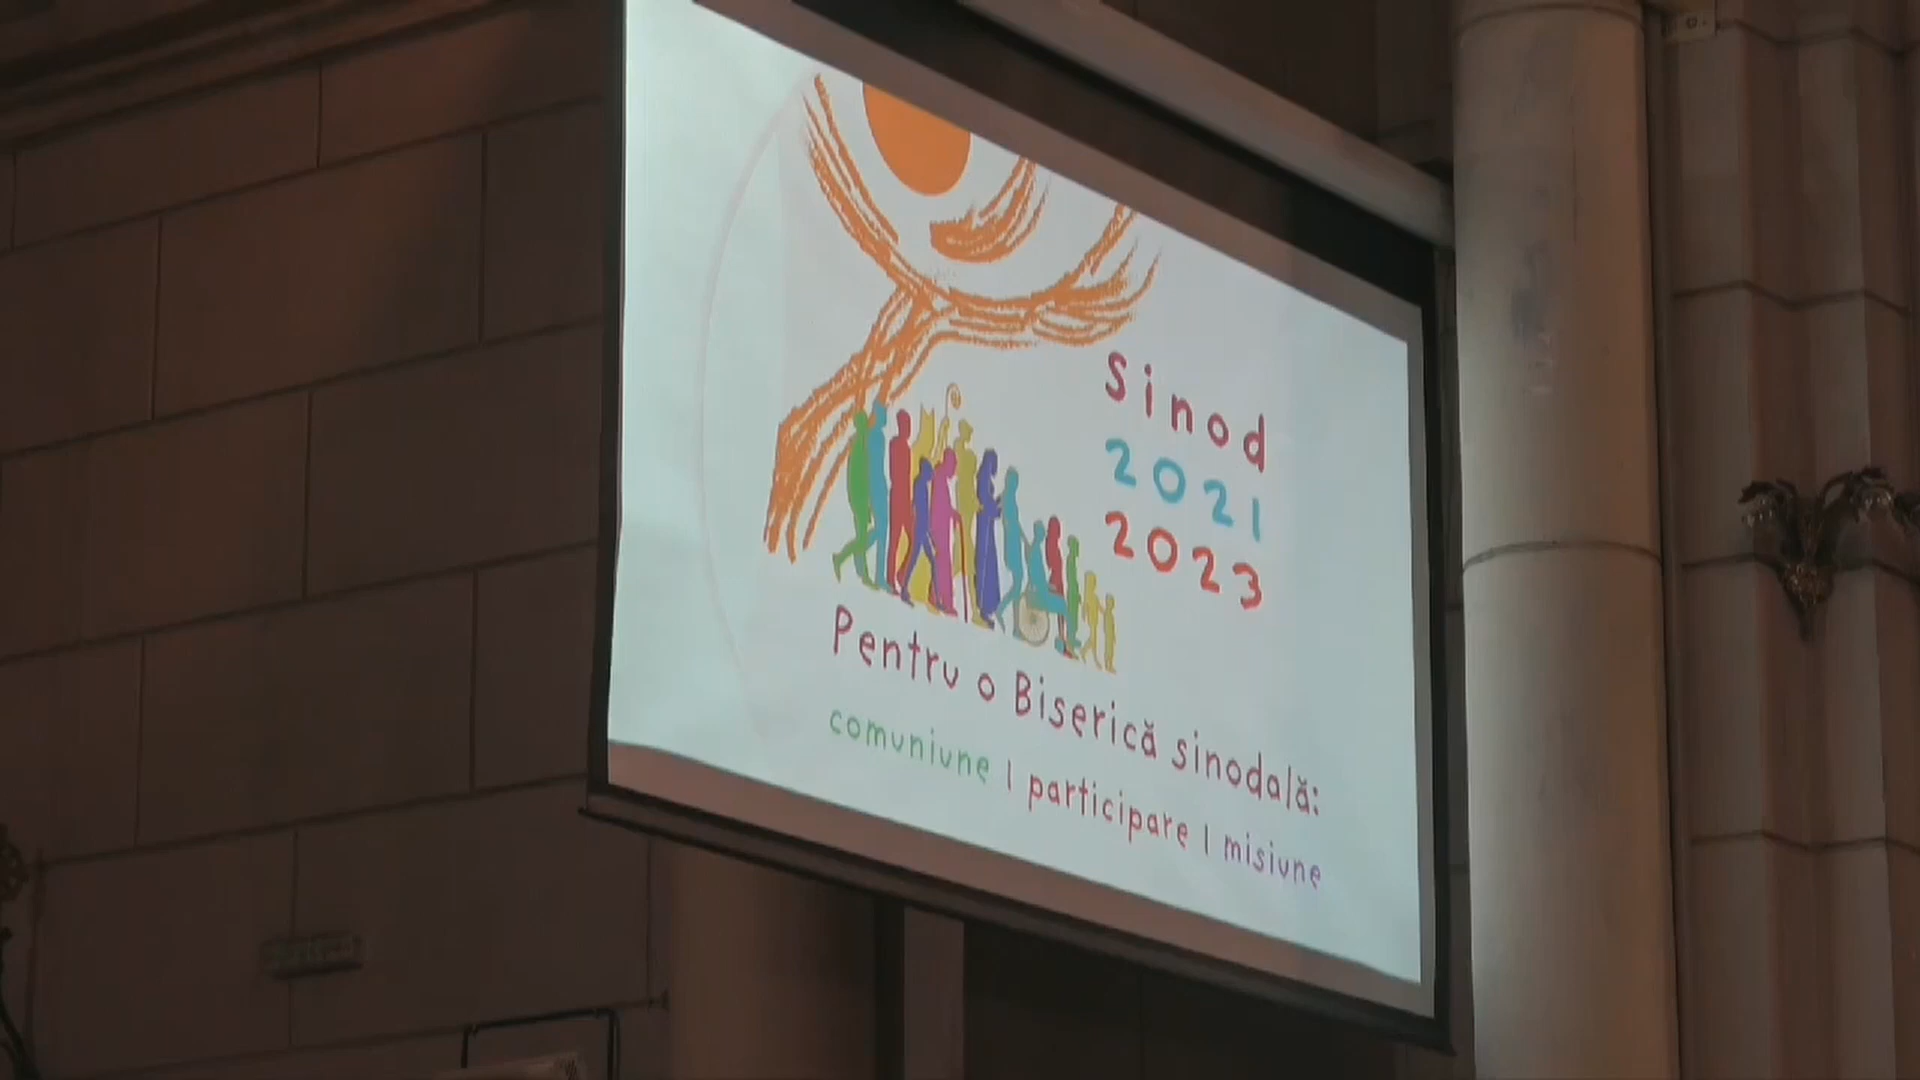 Sinod
2021
2023
Pentru o Biserică sinodală:
comuniune | participare | misiune